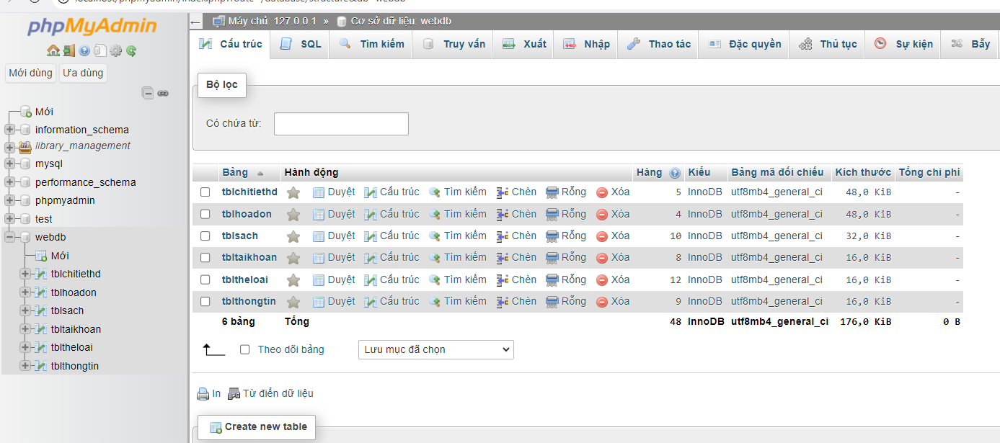 localhost/phpmyadmin/index.php?route=/database/structure&db=webdb
phpMyAdmin
Mới dùng Ưa dùng
Mới
information_schema
library_management
mysql
performance_schema
phpmyadmin
test
webdb
Mới
tblchitiethd
tblhoadon
tblsach
tbltaikhoan
tbltheloai
tblthongtin
Máy chủ: 127.0.0.1 » Cơ sở dữ liệu: webdb
Cấu trúc SQL Tìm kiếm Truy vấn Xuất Nhập Thao tác Đặc quyền Thủ tục Sự kiện Bẫy
Bộ lọc
Có chứa từ:
Bảng Hành động Hàng Kiểu Bảng mã đối chiếu Kích thước Tổng chi phí
tblchitiethd Duyệt Cấu trúc Tìm kiếm Chèn Rỗng Xóa 5 InnoDB utf8mb4_general_ci 48,0 KiB -
tblhoadon Duyệt Cấu trúc Tìm kiếm Chèn Rỗng Xóa 4 InnoDB utf8mb4_general_ci 48,0 KiB -
tblsach Duyệt Cấu trúc Tìm kiếm Chèn Rỗng Xóa 10 InnoDB utf8mb4_general_ci 32,0 KiB -
tbltaikhoan Duyệt Cấu trúc Tìm kiếm Chèn Rỗng Xóa 8 InnoDB utf8mb4_general_ci 16,0 KiB -
tbltheloai Duyệt Cấu trúc Tìm kiếm Chèn Rỗng Xóa 12 InnoDB utf8mb4_general_ci 16,0 KiB -
tblthongtin Duyệt Cấu trúc Tìm kiếm Chèn Rỗng Xóa 9 InnoDB utf8mb4_general_ci 16,0 KiB -
6 bảng Tổng 48 InnoDB utf8mb4_general_ci 176,0 KiB 0 B
Theo dõi bảng Lưu mục đã chọn
In Từ điển dữ liệu
Create new table